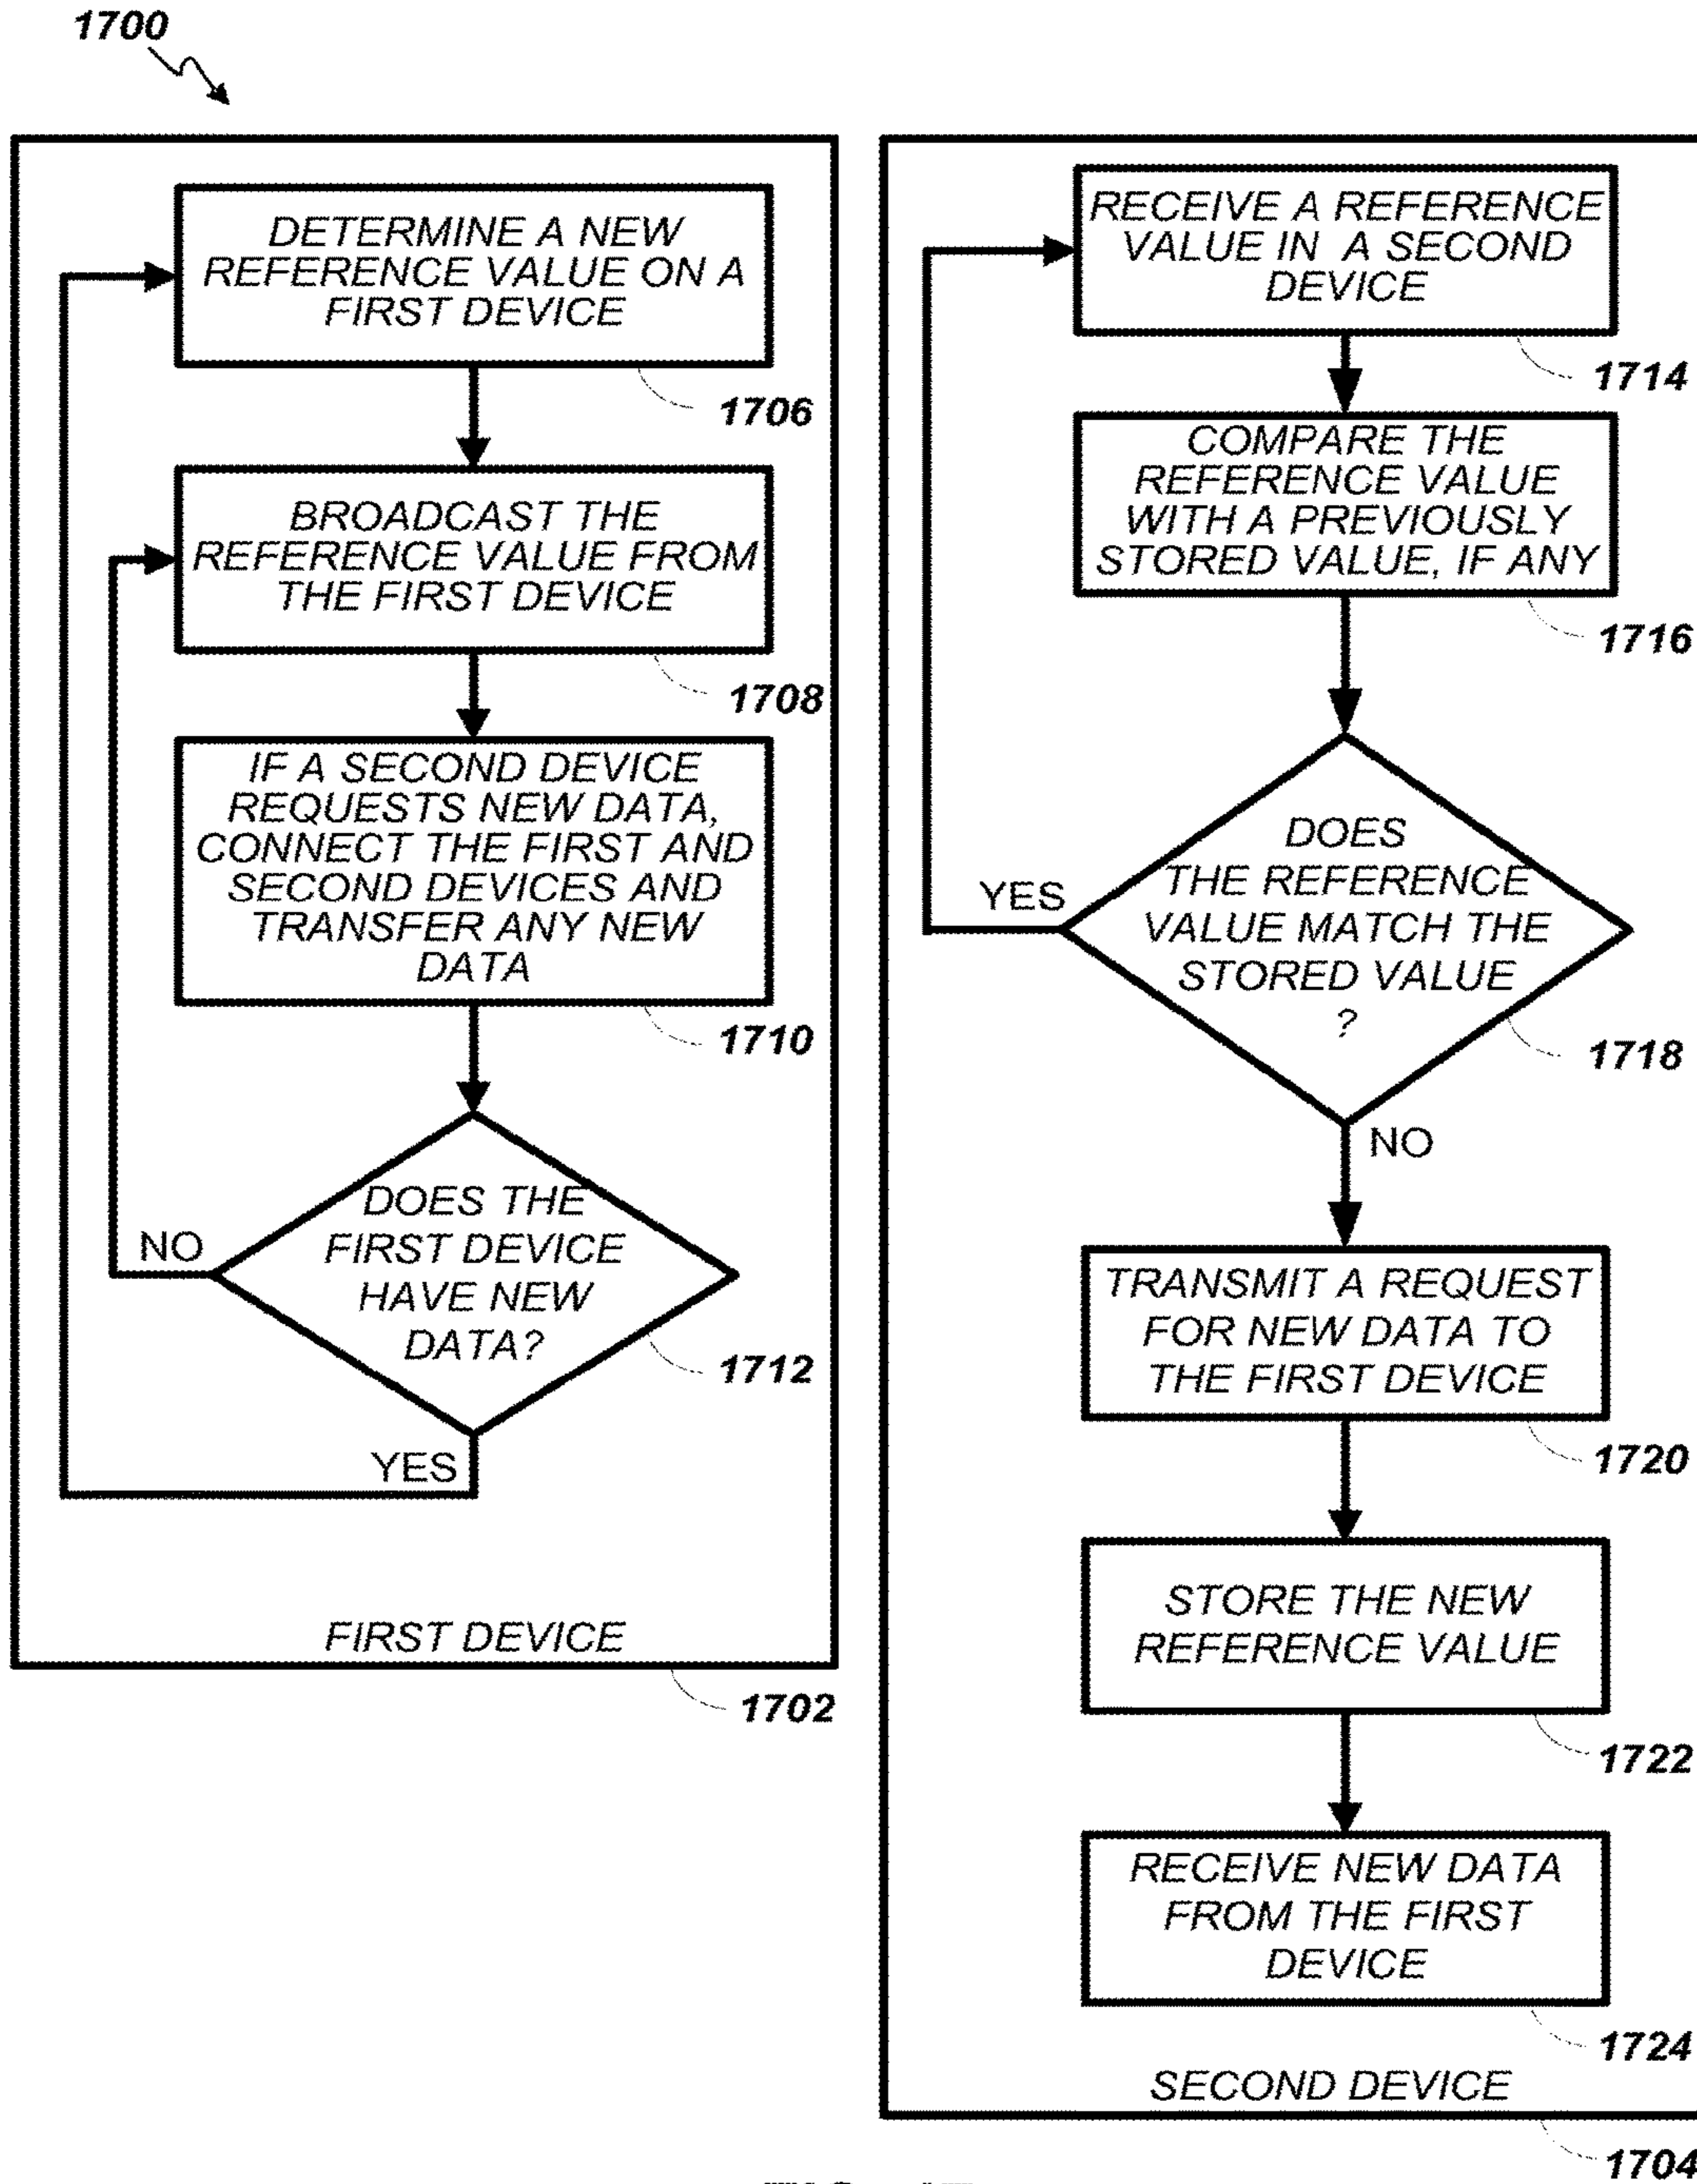 1700
DETERMINE A NEW
REFERENCE VALUE ON A
FIRST DEVICE
1706
BROADCAST THE
REFERENCE VALUE FROM
THE FIRST DEVICE
1708
IF A SECOND DEVICE
REQUESTS NEW DATA,
CONNECT THE FIRST AND
SECOND DEVICES AND
TRANSFER ANY NEW
DATA
1710
DOES THE
FIRST DEVICE
HAVE NEW
DATA?
NO
1712
YES
FIRST DEVICE
1702
RECEIVE A REFERENCE
VALUE IN A SECOND
DEVICE
1714
COMPARE THE
REFERENCE VALUE
WITH A PREVIOUSLY
STORED VALUE, IF ANY
1716
DOES
THE REFERENCE
VALUE MATCH THE
STORED VALUE
?
YES
1718
NO
TRANSMIT A REQUEST
FOR NEW DATA TO
THE FIRST DEVICE
1720
STORE THE NEW
REFERENCE VALUE
1722
RECEIVE NEW DATA
FROM THE FIRST
DEVICE
1724
SECOND DEVICE
1704